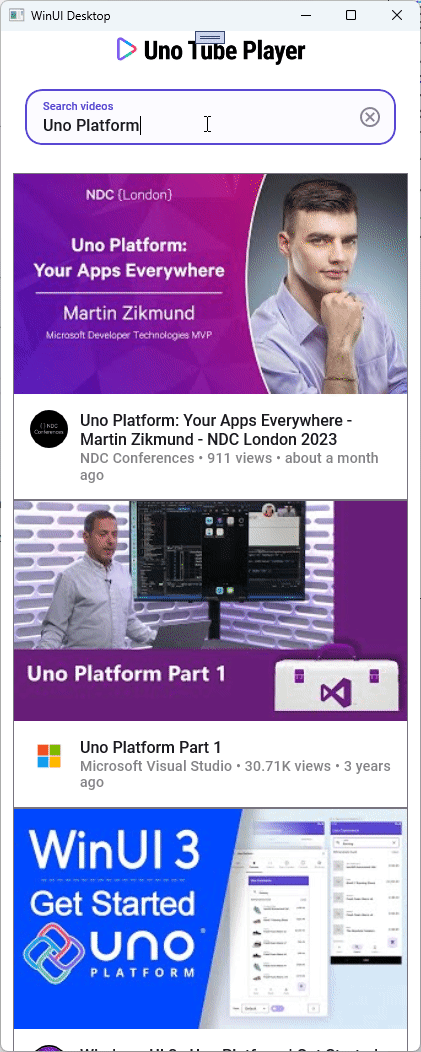 WinUI Desktop
Uno Tube Player
Search videos
Uno Platform
NDC {London}
Uno Platform:
Your Apps Everywhere
Martin Zikmund
Microsoft Developer Technologies MVP
Uno Platform: Your Apps Everywhere -
Martin Zikmund - NDC London 2023
NDC Conferences • 911 views • about a month
ago
Uno Platform Part 1
Uno Platform Part 1
Microsoft Visual Studio • 30.71K views • 3 years
ago
WinUI 3
Get Started
UNO
PLATFORM